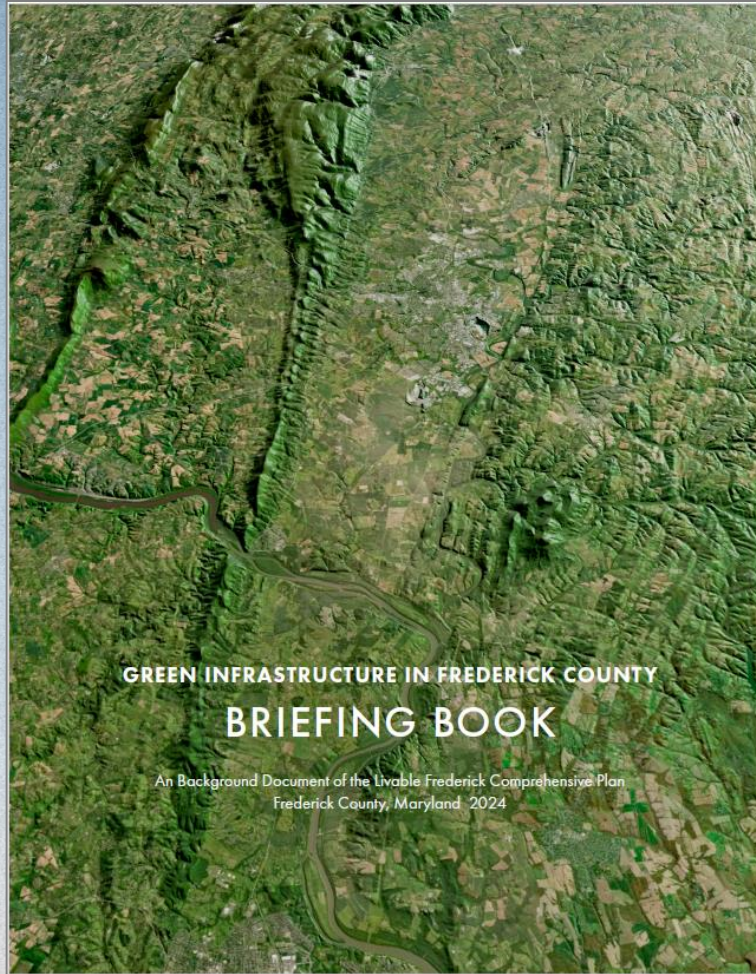 GREEN INFRASTRUCTURE IN FREDERICK COUNTY
BRIEFING BOOK
An Background Document of the Livable Frederick Comprehensive Plan
Frederick County, Maryland 2024